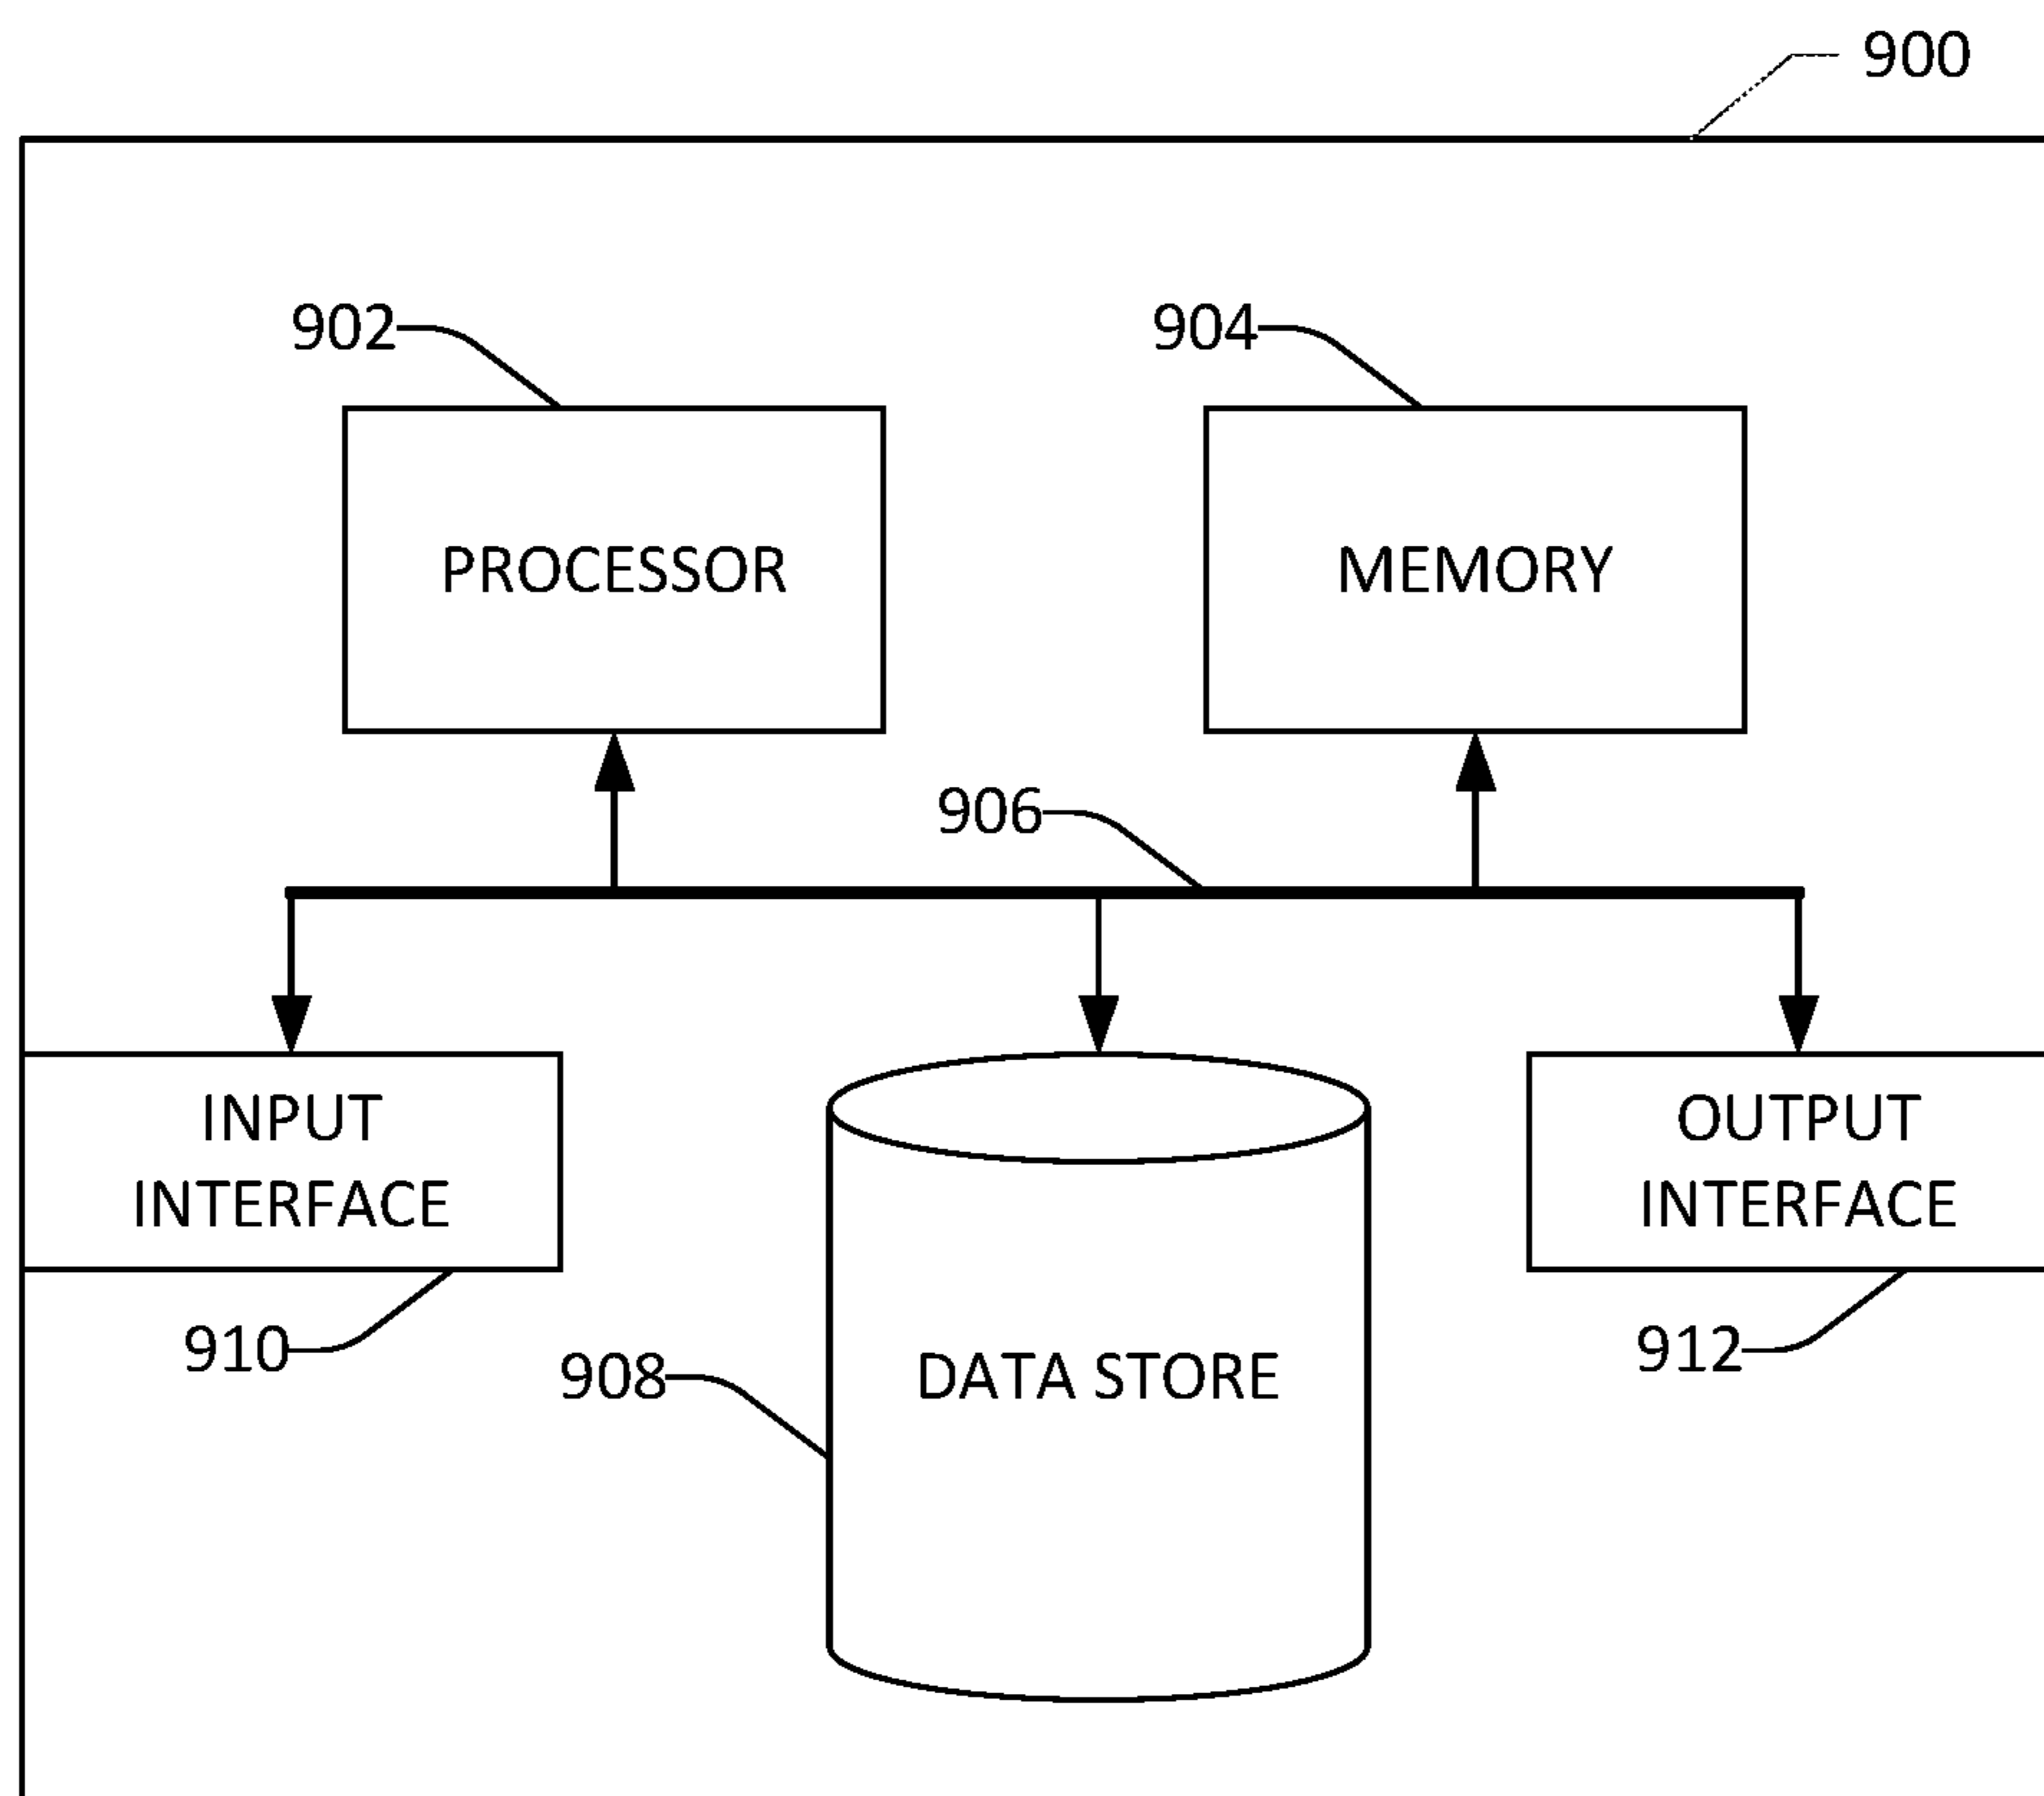 900
902
904
PROCESSOR
MEMORY
906
INPUT
INTERFACE
OUTPUT
INTERFACE
910
908
DATA STORE
912